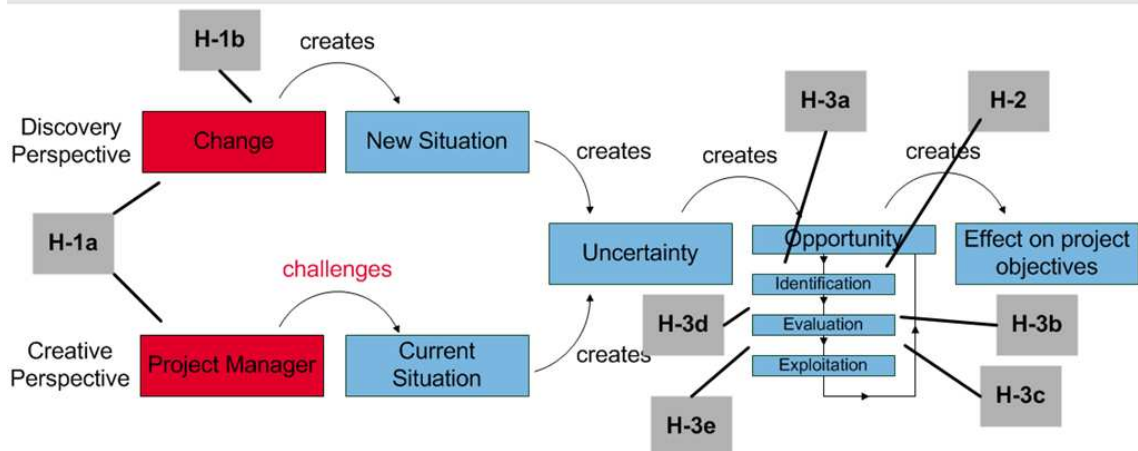 H-1b
creates
Discovery
Perspective
Change
New Situation
H-3a
H-2
creates
creates
creates
H-1a
Uncertainty
Opportunity
Effect on project
objectives
challenges
Identification
H-3d
Evaluation
H-3b
Creative
Perspective
Project Manager
Current
Situation
creates
Exploitation
H-3c
H-3e